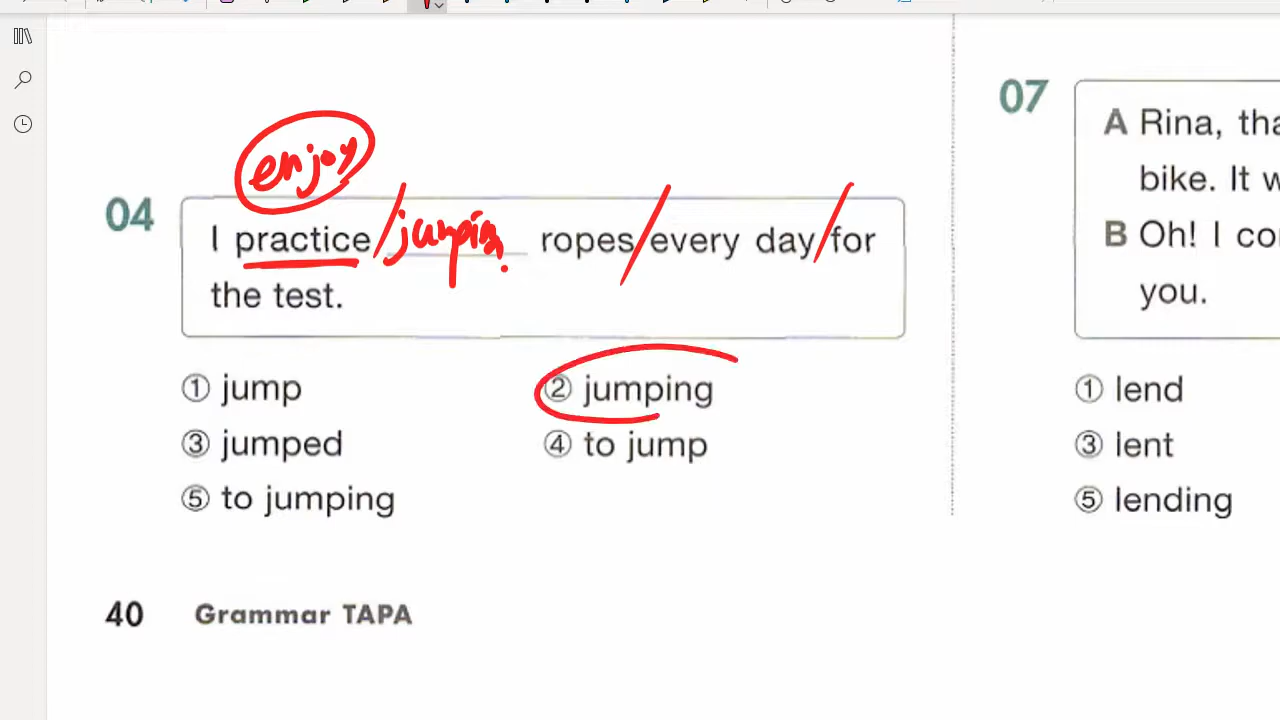 enjoy
04
I practice / jumping ropes / every day / for
the test.
① jump
② jumping
③ jumped
④ to jump
⑤ to jumping
40 Grammar TAPA
07
A Rina, tha
bike. It w
B Oh! I co
you.
① lend
③ lent
⑤ lending